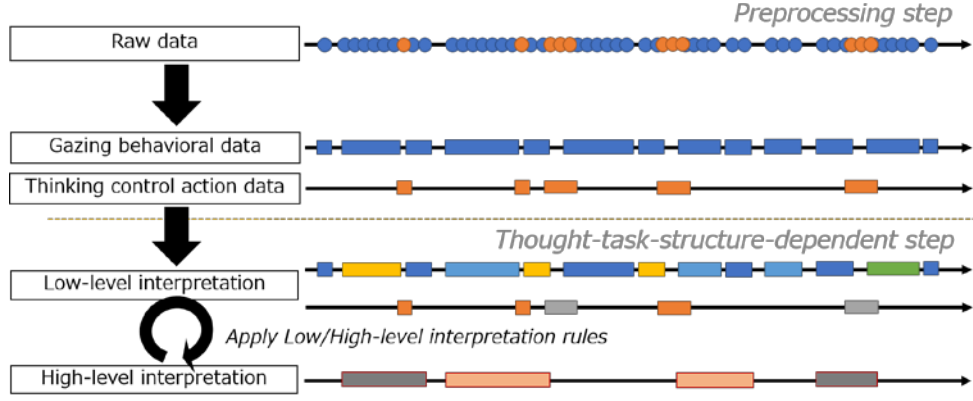 Preprocessing step
Raw data
Gazing behavioral data
Thinking control action data
Thought-task-structure-dependent step
Low-level interpretation
Apply Low/High-level interpretation rules
High-level interpretation